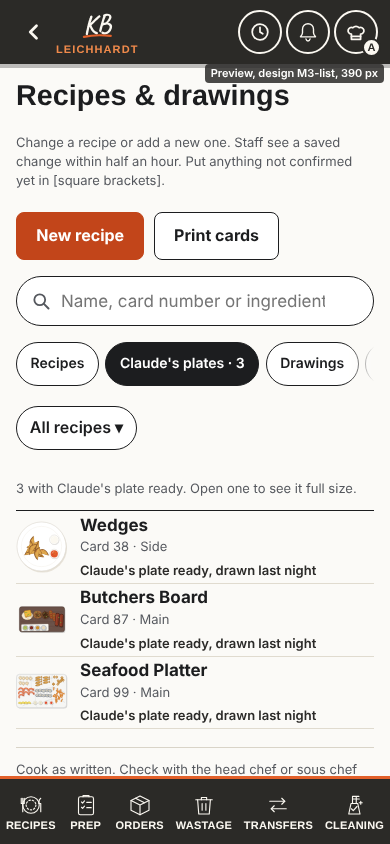 KB
LEICHHARDT
A
Preview, design M3-list, 390 px
Recipes & drawings
Change a recipe or add a new one. Staff see a saved
change within half an hour. Put anything not confirmed
yet in [square brackets].
New recipe
Print cards
Name, card number or ingredient
Recipes
Claude's plates · 3
Drawings
All recipes ▾
3 with Claude's plate ready. Open one to see it full size.
Wedges
Card 38 · Side
Claude's plate ready, drawn last night
Butchers Board
Card 87 · Main
Claude's plate ready, drawn last night
Seafood Platter
Card 99 · Main
Claude's plate ready, drawn last night
Cook as written. Check with the head chef or sous chef
RECIPES
PREP
ORDERS
WASTAGE
TRANSFERS
CLEANING